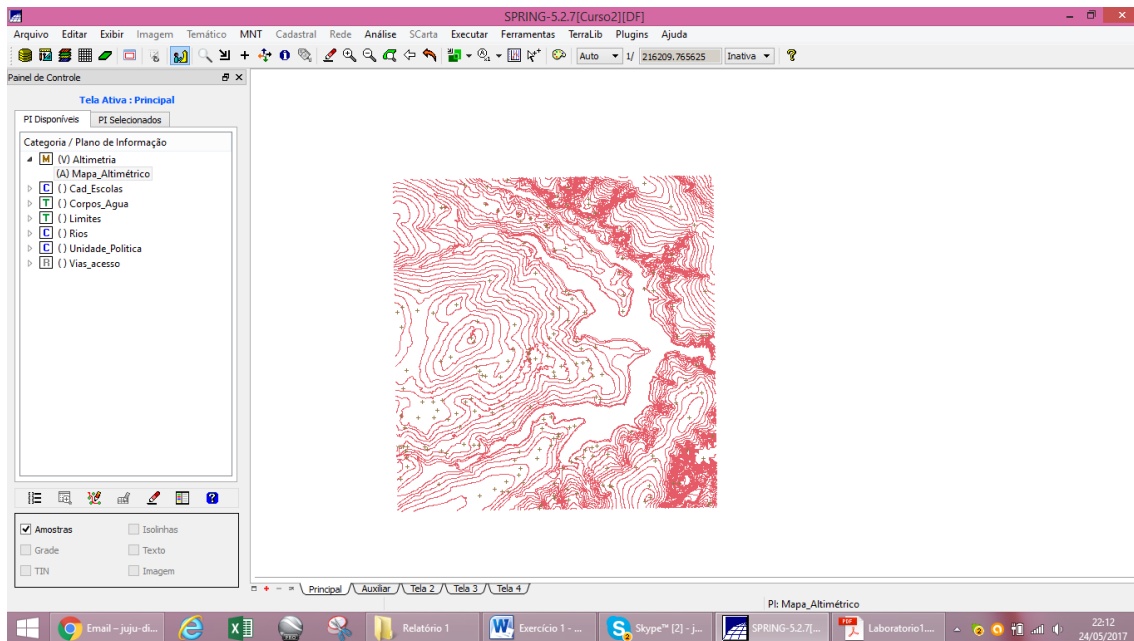 SPRING-5.2.7[Curso2][DF]
Arquivo Editar Exibir Imagem Temático MNT Cadastral Rede Análise SCarta Executar Ferramentas TerraLib Plugins Ajuda
Auto 1/ 216209.765625 Inativa
Painel de Controle
Tela Ativa : Principal
PI Disponíveis PI Selecionados
Categoria / Plano de Informação
M (V) Altimetria
(A) Mapa_Altimétrico
C ( ) Cad_Escolas
T ( ) Corpos_Agua
T ( ) Limites
C ( ) Rios
C ( ) Unidade_Politica
R ( ) Vias_acesso
Amostras Isolinhas
Grade Texto
TIN Imagem
Principal Auxiliar Tela 2 Tela 3 Tela 4
PI: Mapa_Altimétrico
Email – juju-di... Relatório 1 Exercício 1 - ... Skype™ [2] - j... SPRING-5.2.7[... Laboratorio1....
22:12
24/05/2017